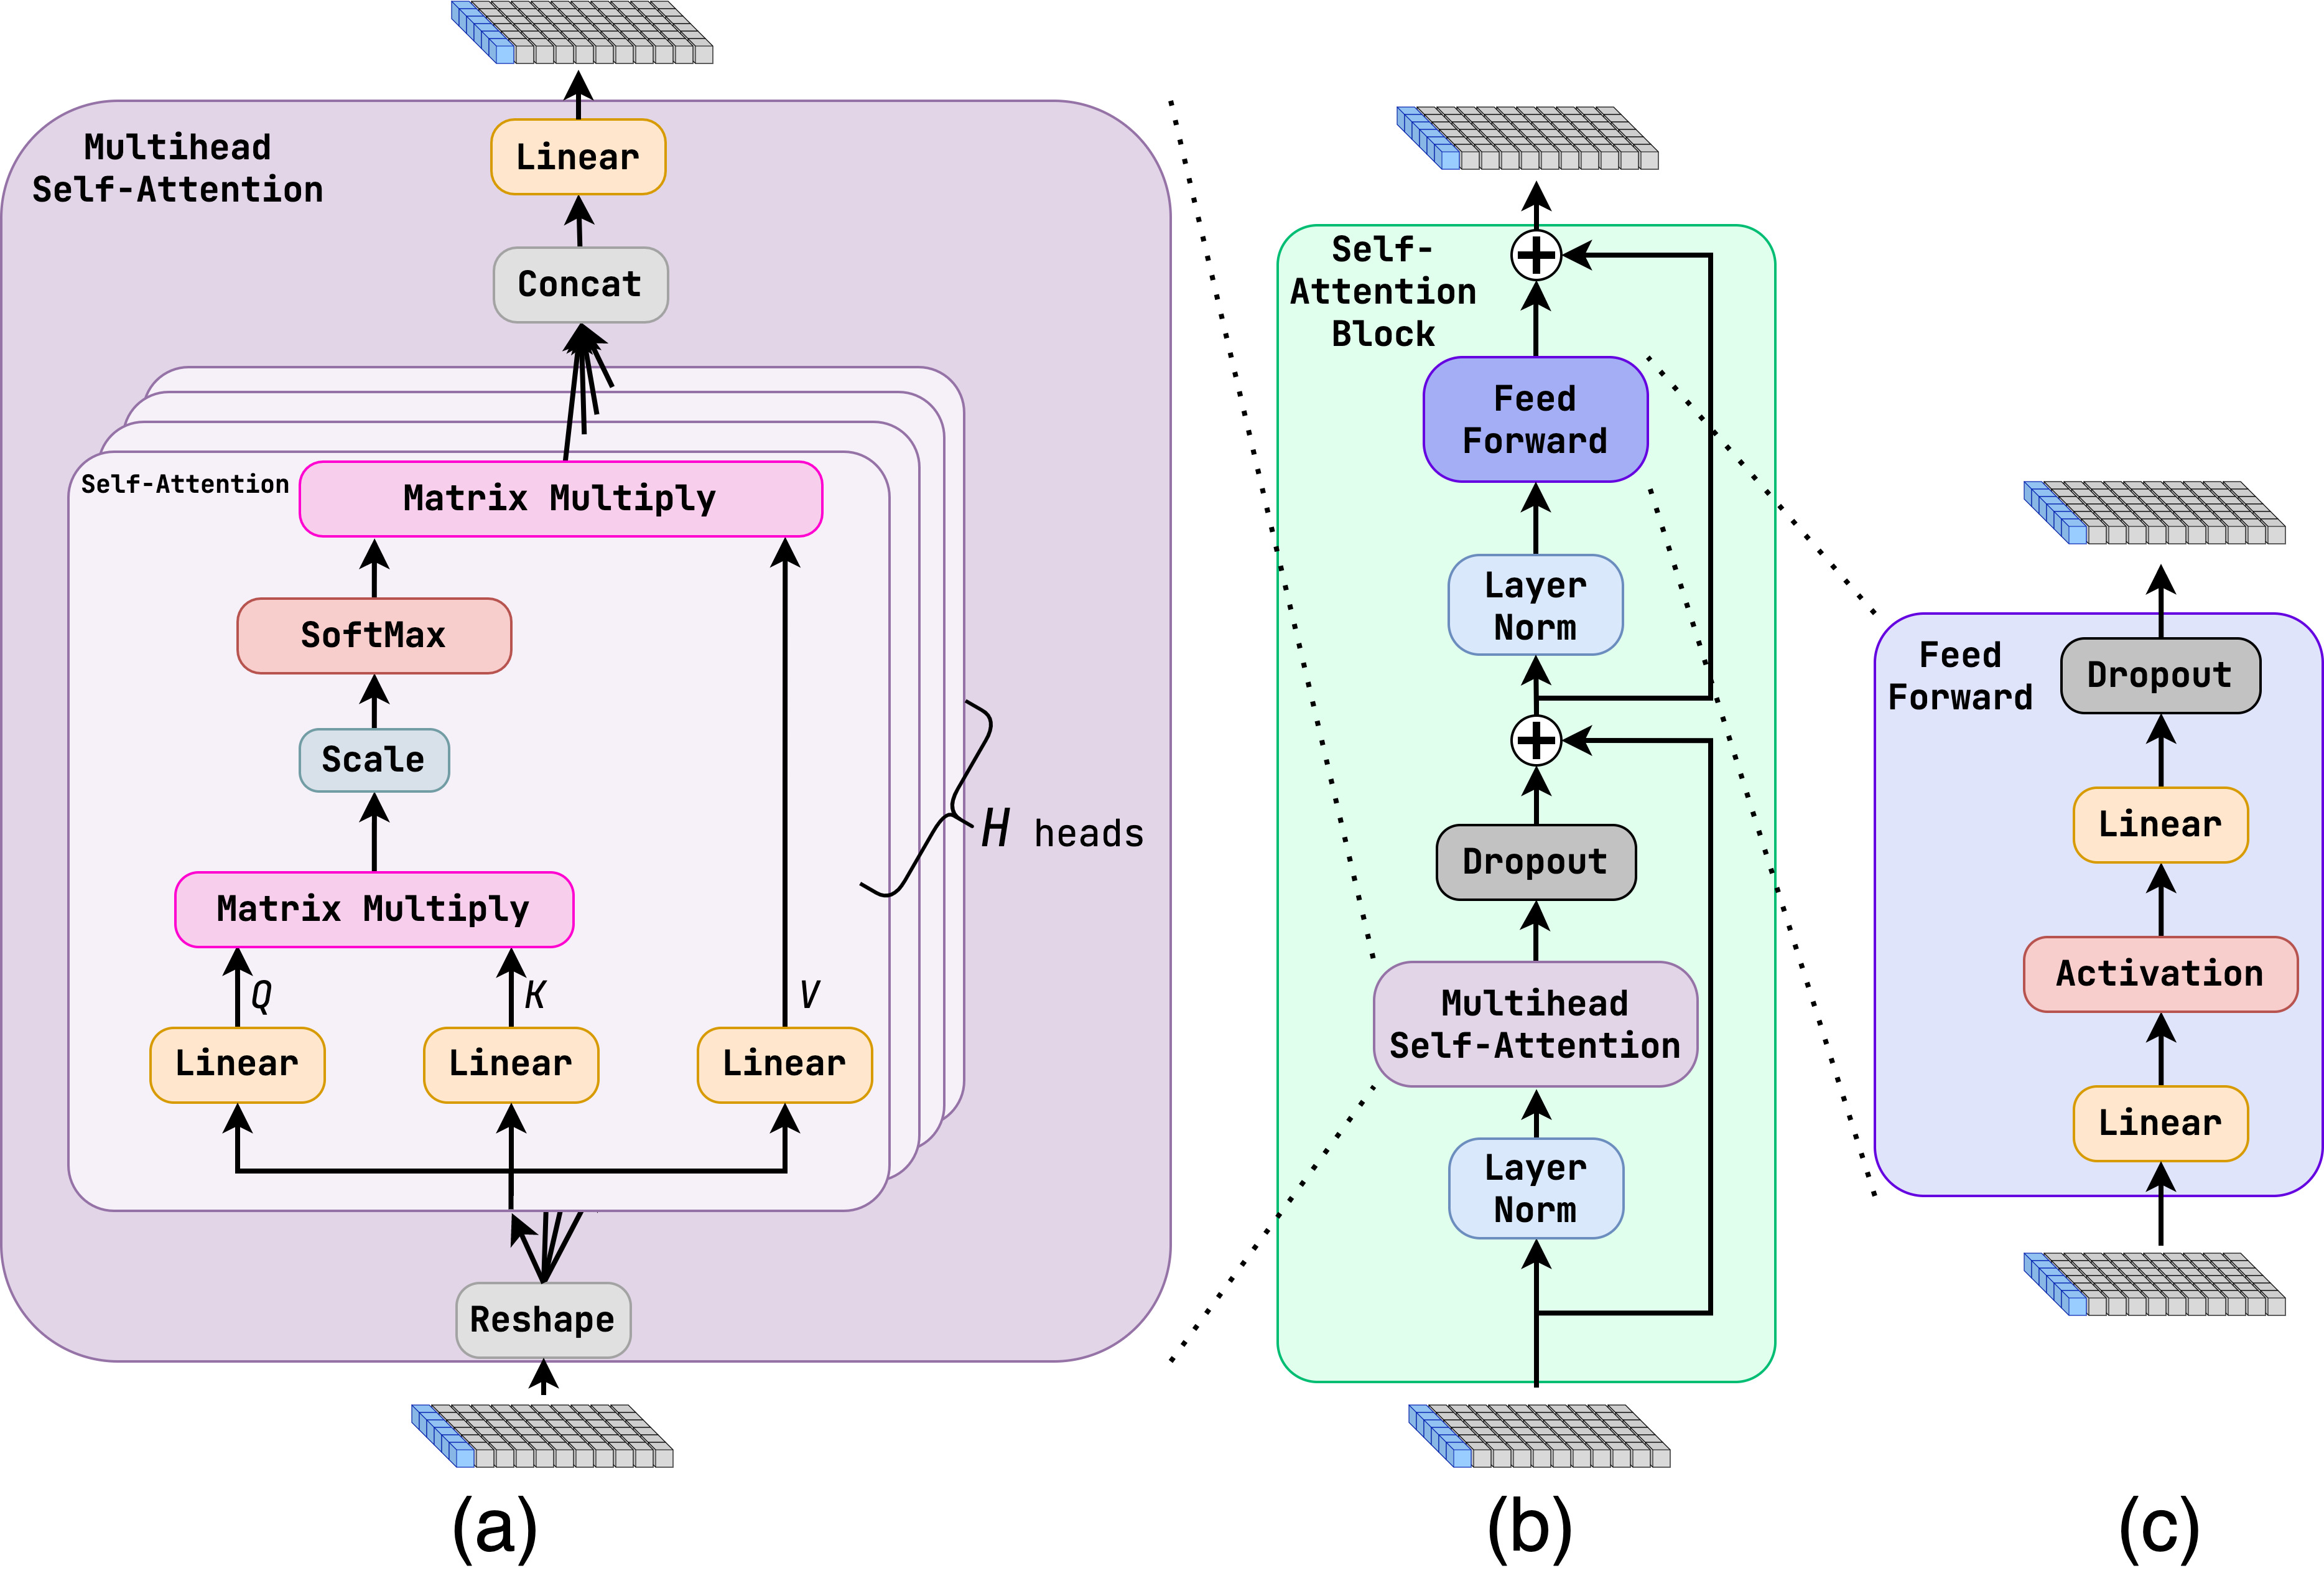 Multihead
Self-Attention
Linear
Concat
Self-Attention
Matrix Multiply
SoftMax
Scale
H heads
Matrix Multiply
Q
K
V
Linear
Linear
Linear
Reshape
(a)
Self-
Attention
Block
Feed
Forward
Layer
Norm
Dropout
Multihead
Self-Attention
Layer
Norm
(b)
Feed
Forward
Dropout
Linear
Activation
Linear
(c)